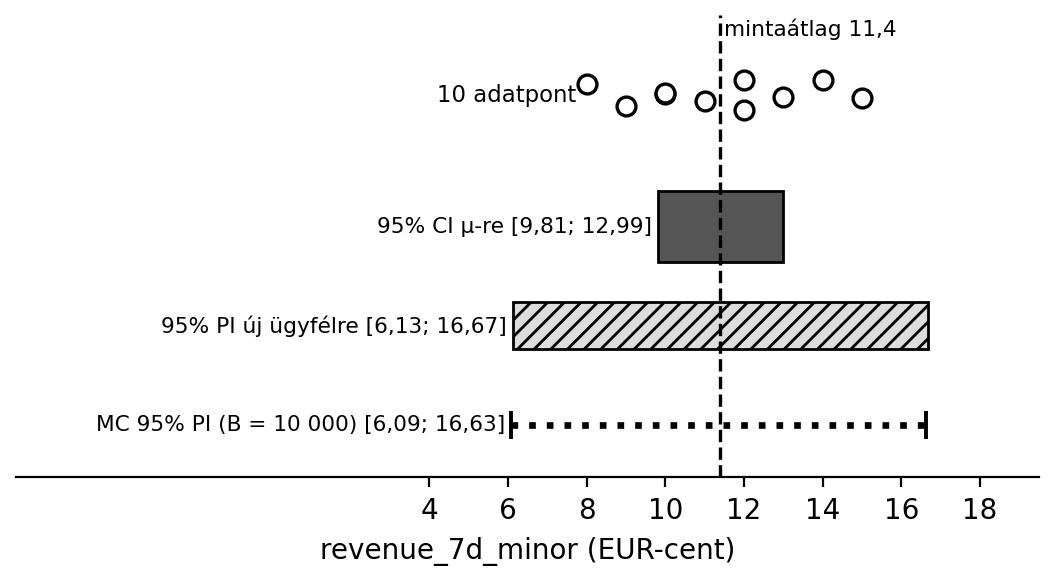 mintaátlag 11,4
10 adatpont
95% CI μ-re [9,81; 12,99]
95% PI új ügyfélre [6,13; 16,67]
MC 95% PI (B = 10 000) [6,09; 16,63]
4 6 8 10 12 14 16 18
revenue_7d_minor (EUR-cent)